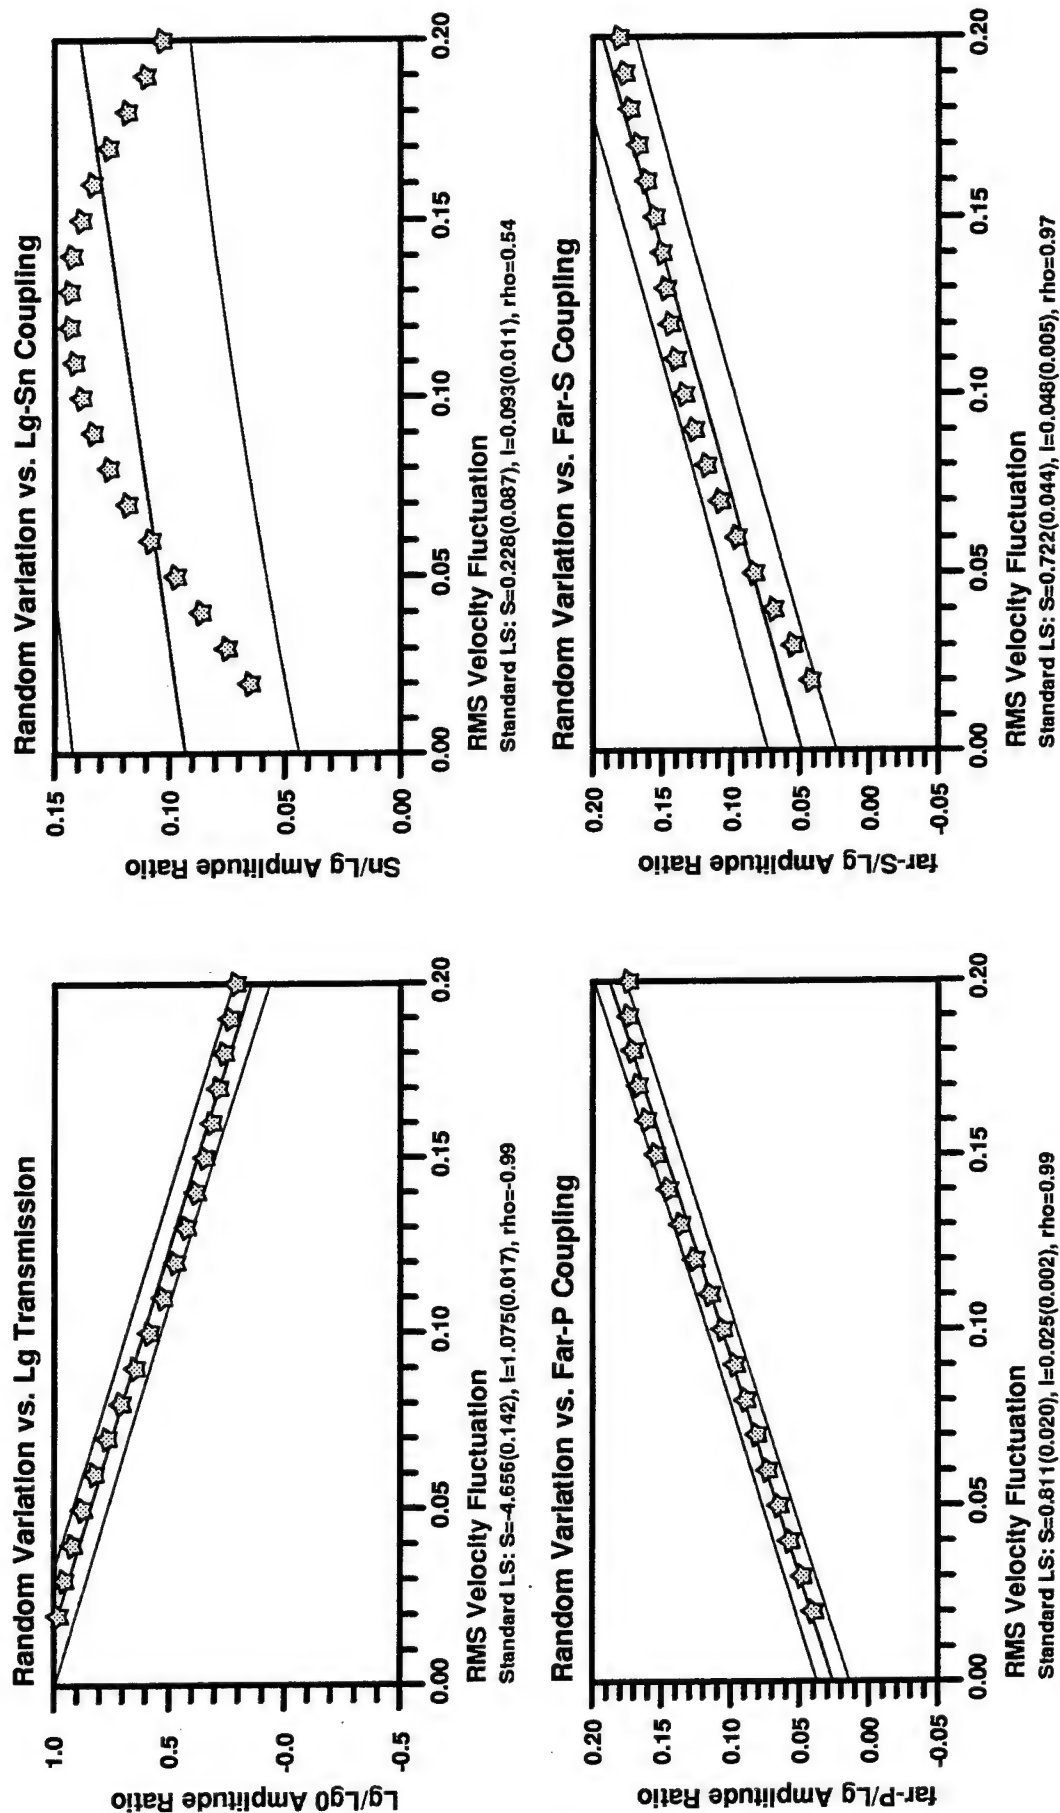 Random Variation vs. Lg Transmission
Lg/Lg0 Amplitude Ratio
1.0
0.5
-0.0
-0.5
0.00
0.05
0.10
0.15
0.20
RMS Velocity Fluctuation
Standard LS: S=-4.656(0.142), I=1.075(0.017), rho=-0.99
Random Variation vs. Lg-Sn Coupling
Sn/Lg Amplitude Ratio
0.15
0.10
0.05
0.00
0.00
0.05
0.10
0.15
0.20
RMS Velocity Fluctuation
Standard LS: S=0.228(0.087), I=0.093(0.011), rho=0.54
Random Variation vs. Far-P Coupling
far-P/Lg Amplitude Ratio
0.20
0.15
0.10
0.05
0.00
-0.05
0.00
0.05
0.10
0.15
0.20
RMS Velocity Fluctuation
Standard LS: S=0.811(0.020), I=0.025(0.002), rho=0.99
Random Variation vs. Far-S Coupling
far-S/Lg Amplitude Ratio
0.20
0.15
0.10
0.05
0.00
-0.05
0.00
0.05
0.10
0.15
0.20
RMS Velocity Fluctuation
Standard LS: S=0.722(0.044), I=0.048(0.005), rho=0.97